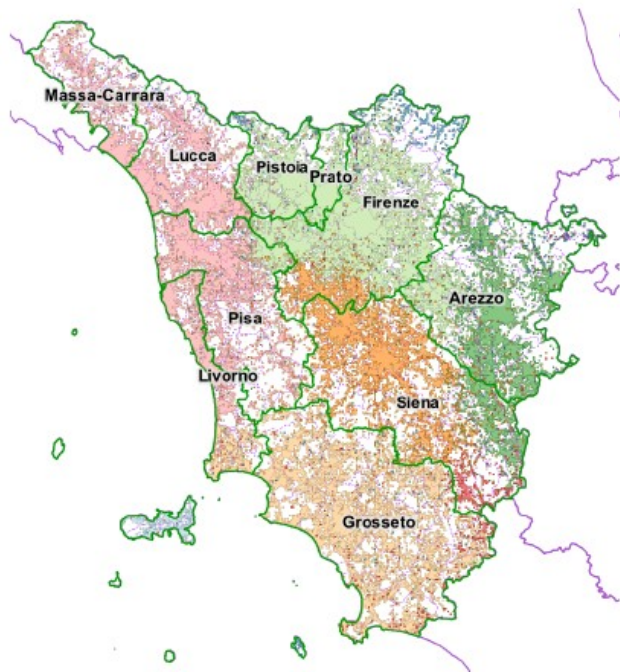 Massa-Carrara
Lucca
Pistoia
Prato
Firenze
Arezzo
Pisa
Livorno
Siena
Grosseto